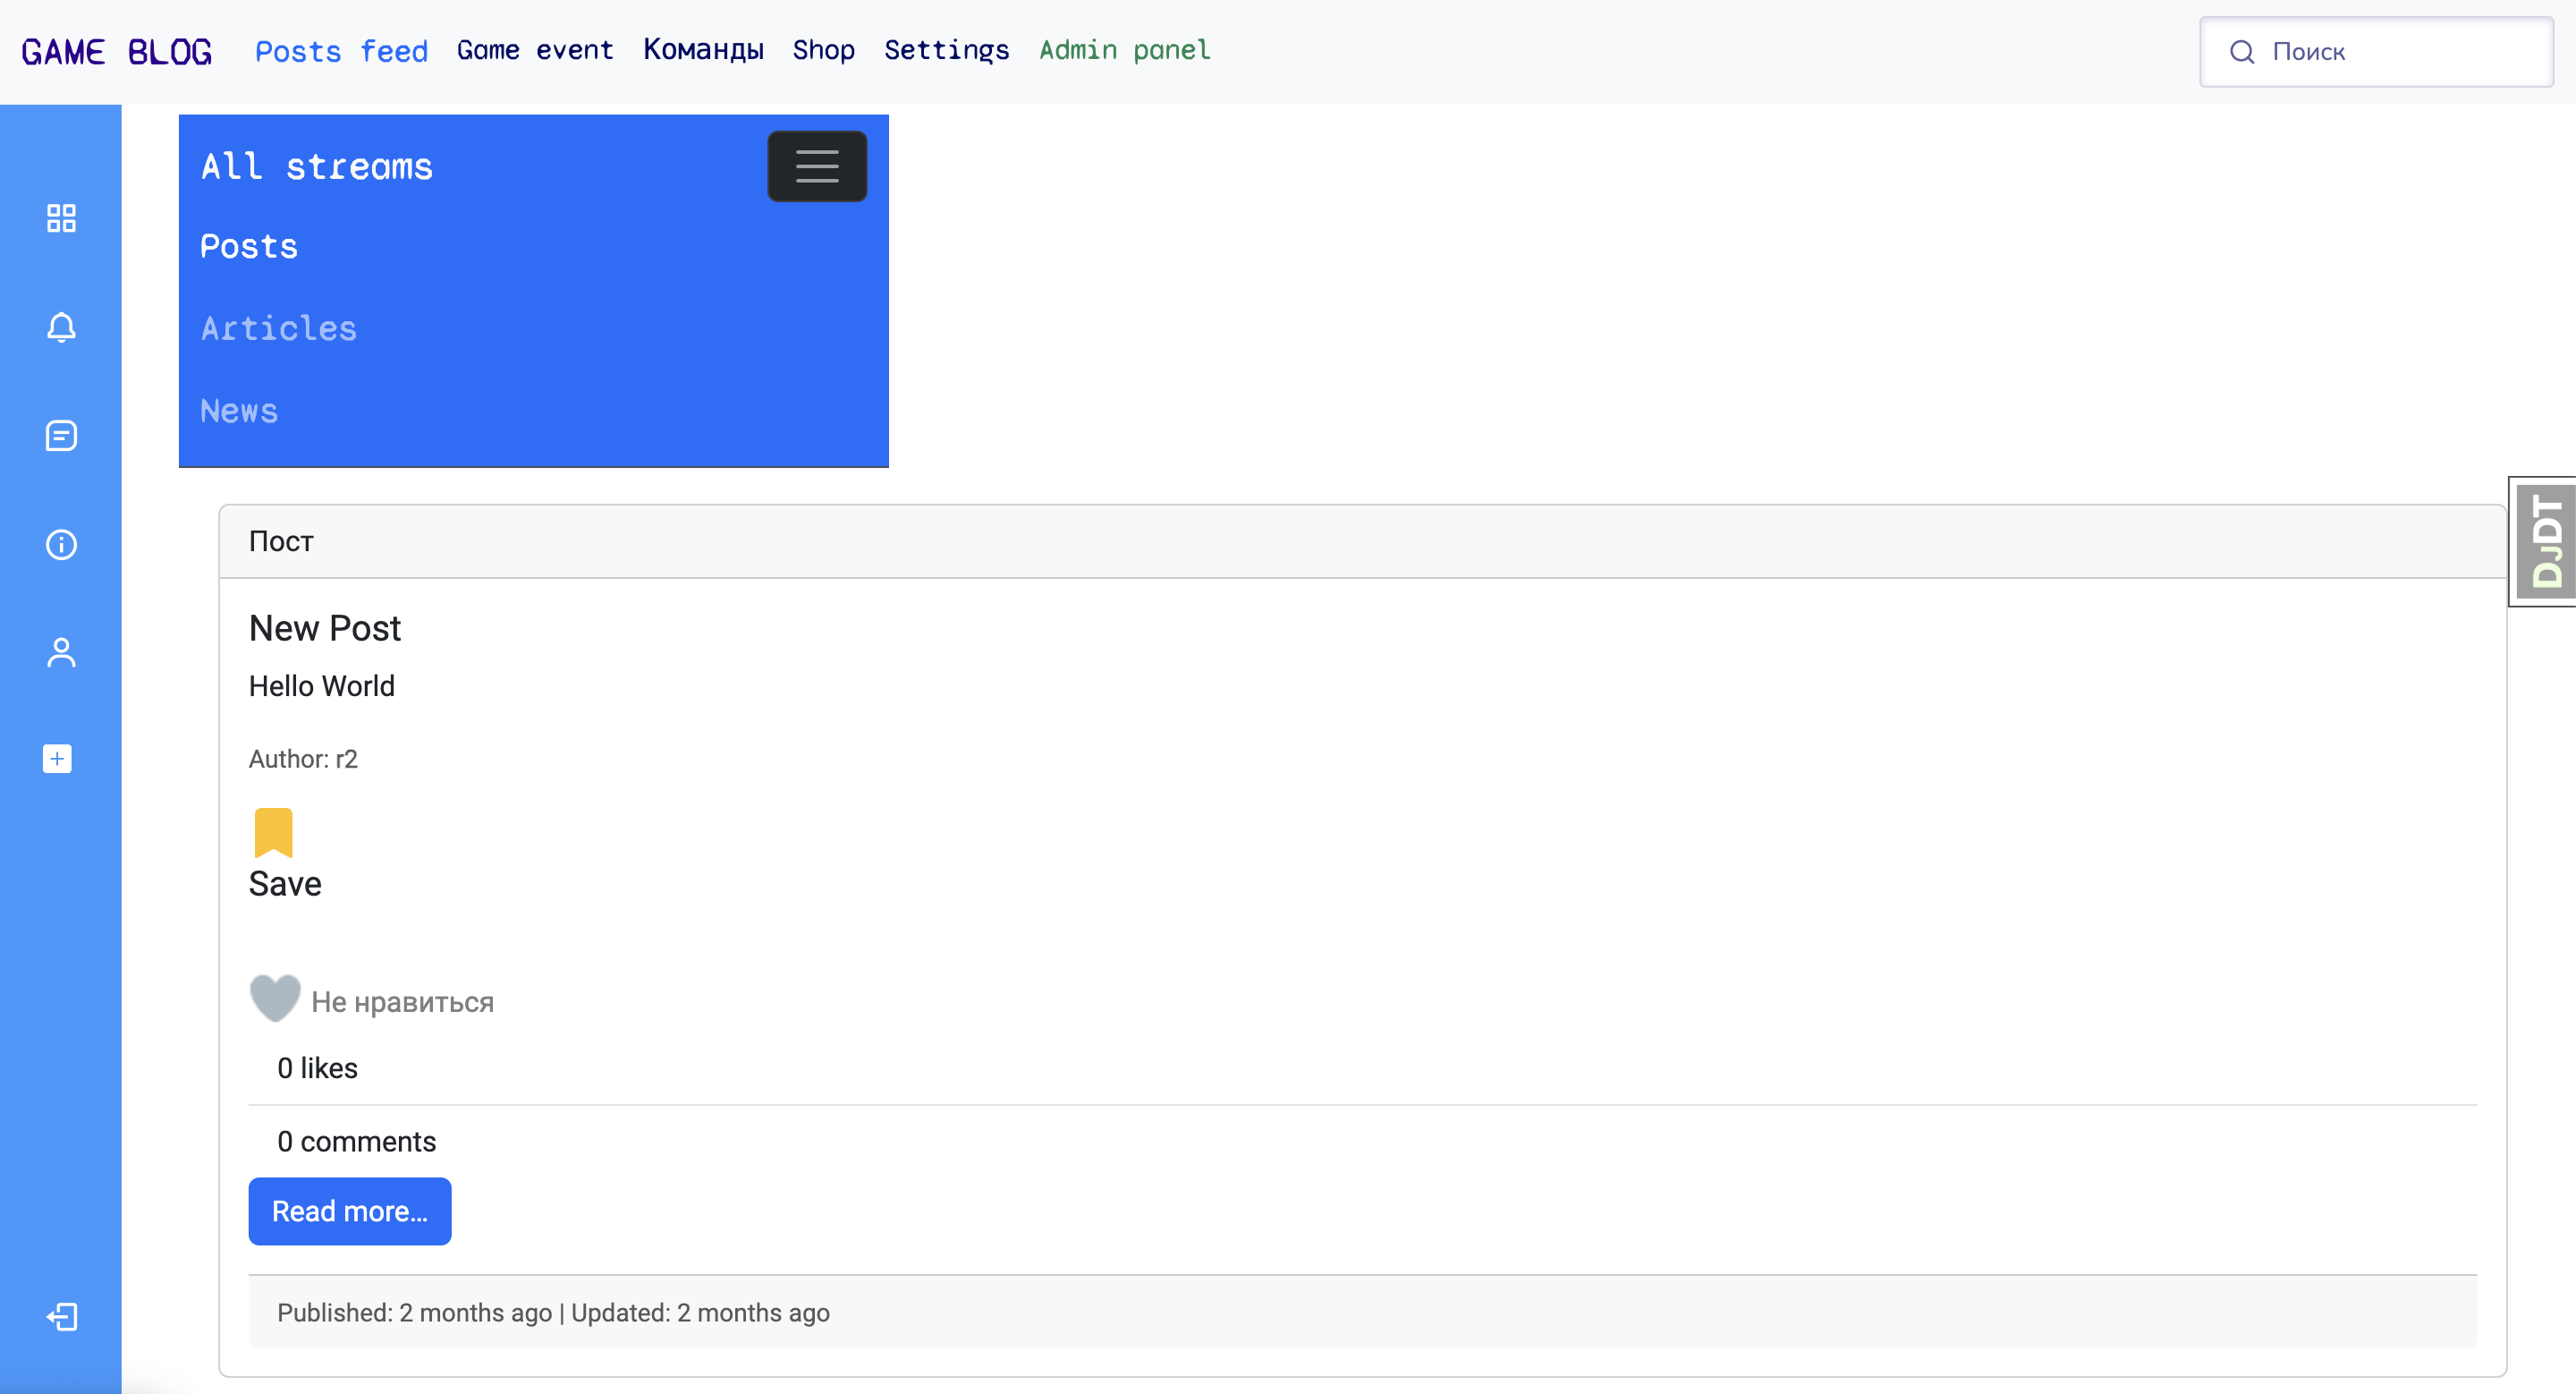 GAME BLOG Posts feed Game event Команды Shop Settings Admin panel Поиск
All streams
Posts
Articles
News
DJDT
Пост
New Post
Hello World
Author: r2
Save
Не нравиться
0 likes
0 comments
Read more…
Published: 2 months ago | Updated: 2 months ago